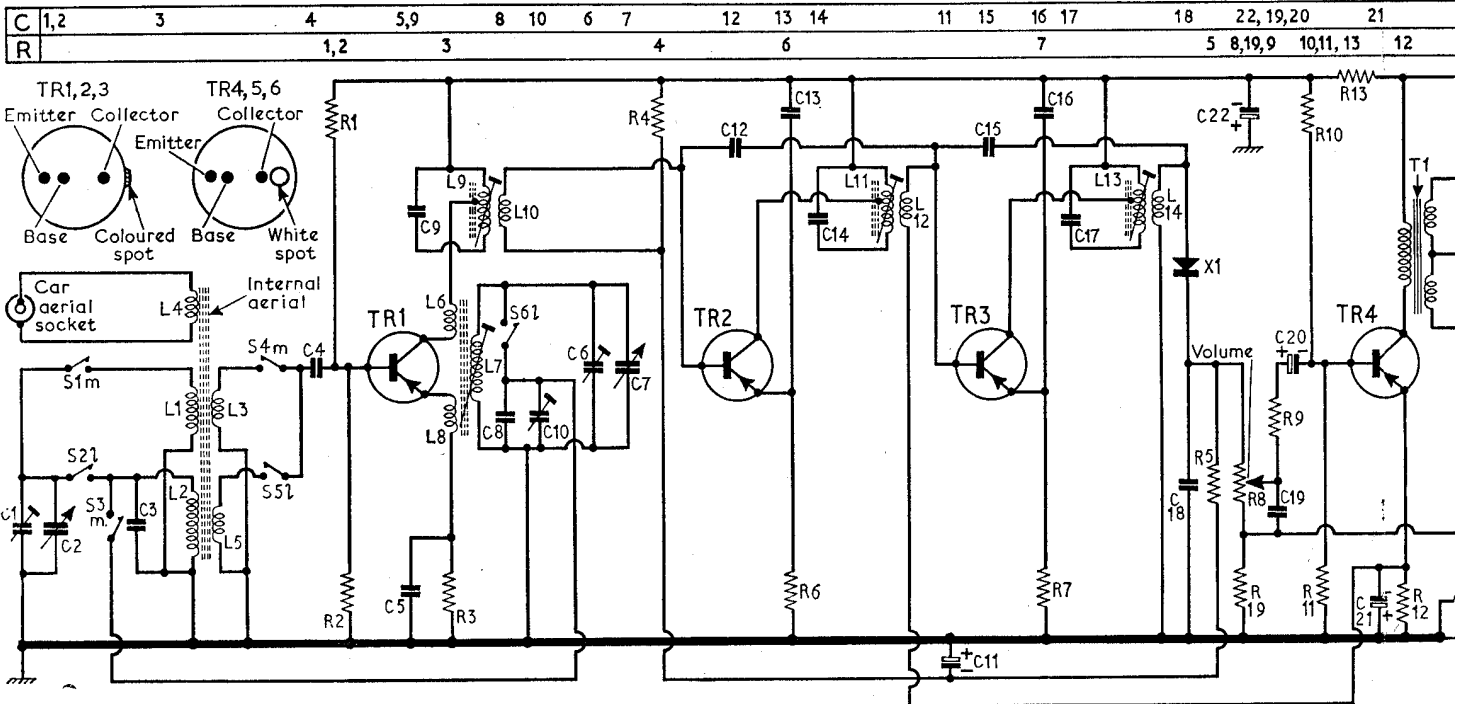 C 1,2 3 4 5,9 8 10 6 7 12 13 14 11 15 16 17 18 22, 19, 20 21
R 1,2 3 4 6 7 5 8,19,9 10,11, 13 12
TR1, 2, 3
TR4, 5, 6
Emitter Collector
Collector
Emitter
Base Coloured spot
Base White spot
R1
R4
C13
C16
C22 - +
R10
R13
C12
C15
L9
L10
C9
L11
L12
C14
L13
L14
C17
T1
X1
Car aerial socket
L4
Internal aerial
S4m
C4
TR1
L6
S6l
L7
C6
C7
TR2
TR3
Volume
C20 + -
TR4
S1m
L1
L3
L8
C8
C10
R9
S2l
L2
S5l
R5
R8
C19
C1
C2
S3 m.
C3
L5
C18
R2
C5
R3
R6
R7
R19
R11
C21 - +
R12
+ - C11